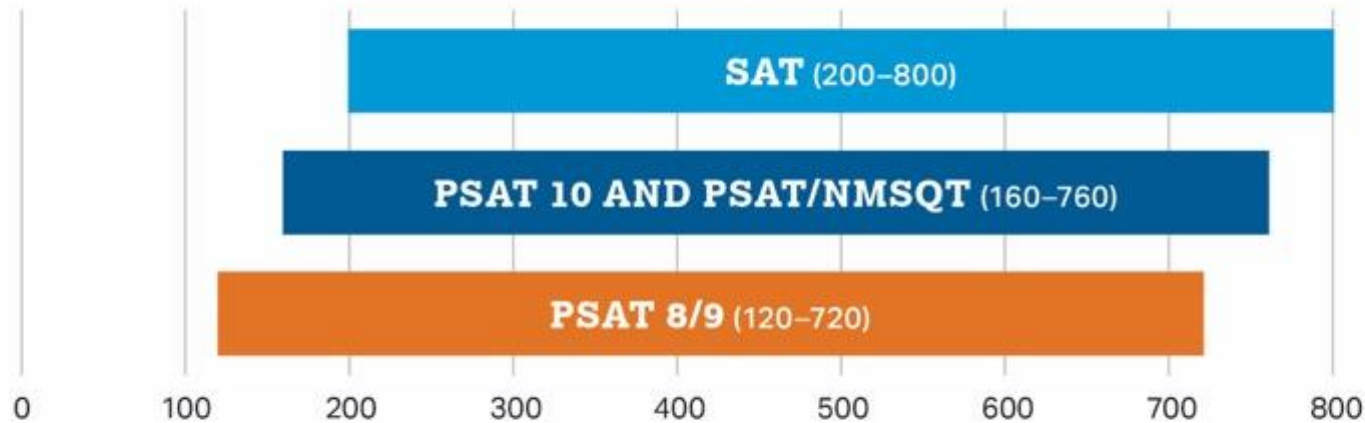 SAT (200–800)
PSAT 10 AND PSAT/NMSQT (160–760)
PSAT 8/9 (120–720)
0 100 200 300 400 500 600 700 800